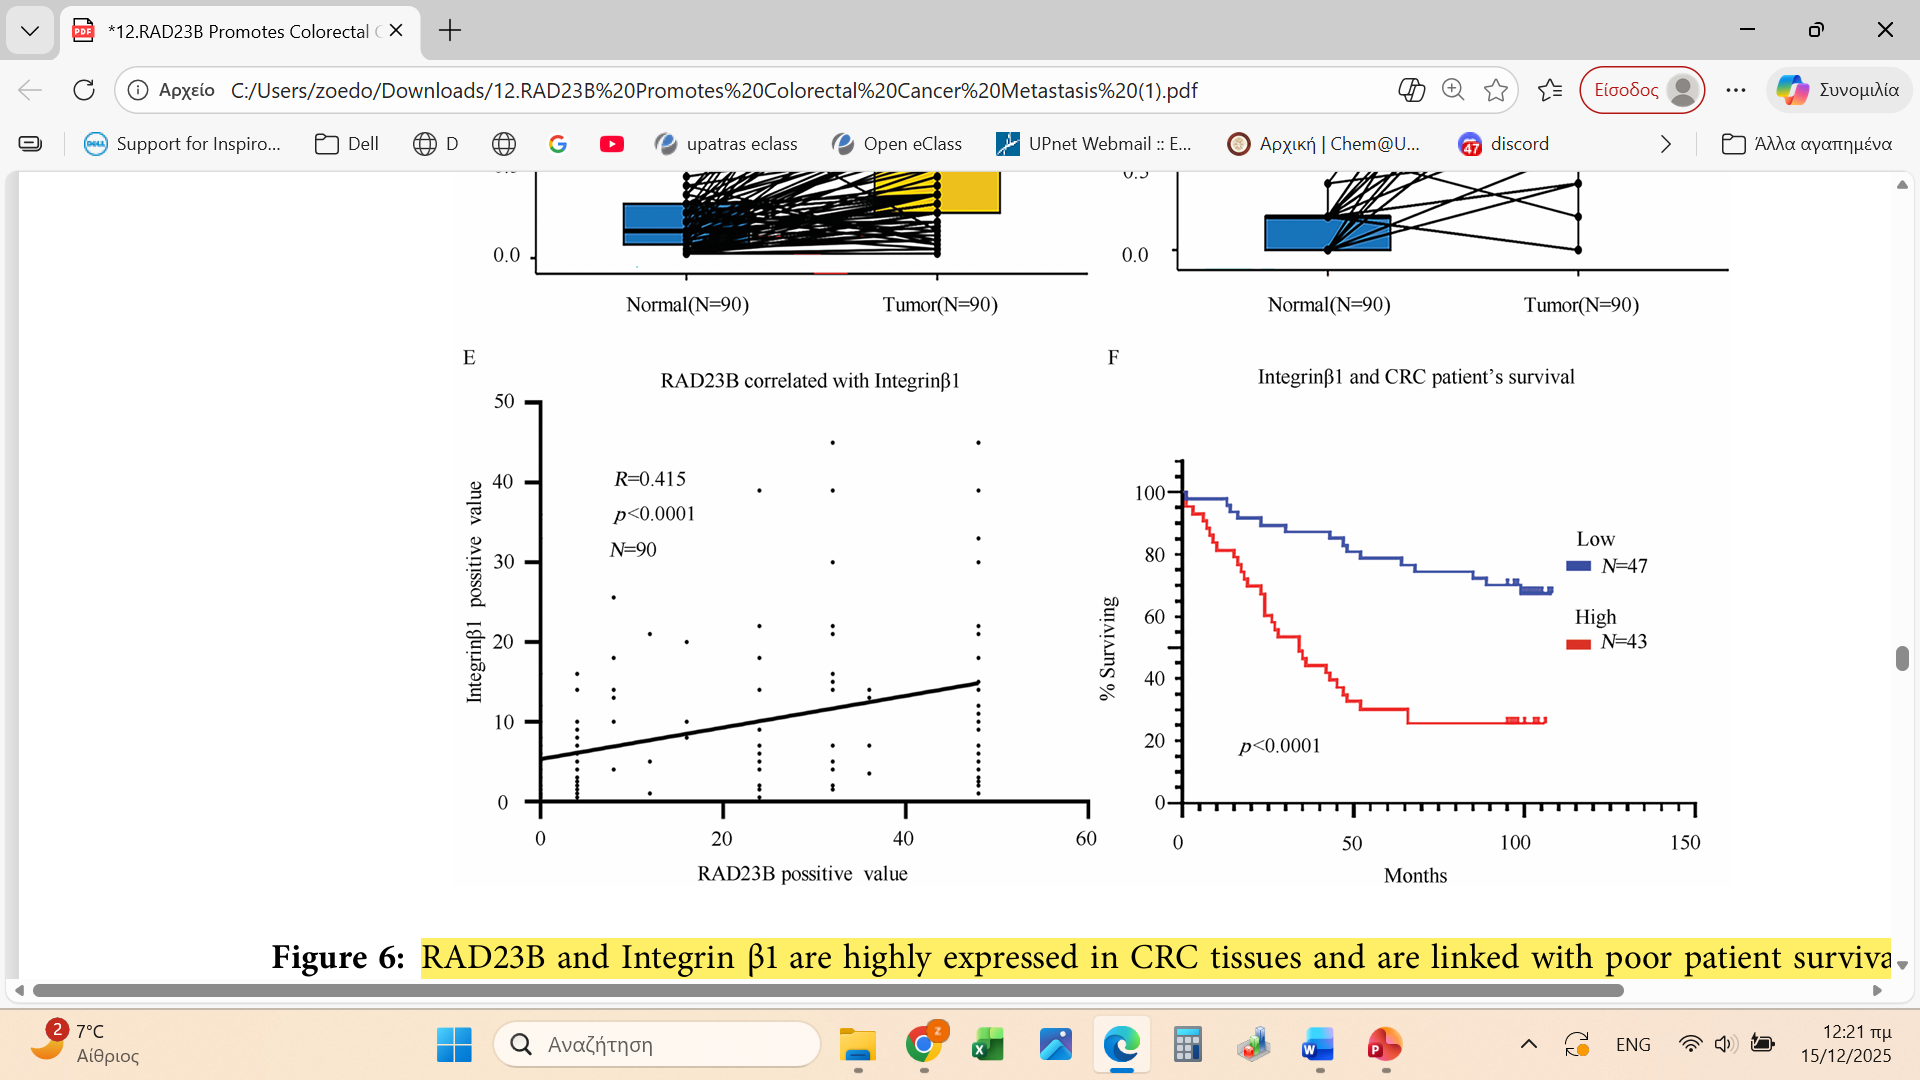 *12.RAD23B Promotes Colorectal C
Αρχείο C:/Users/zoedo/Downloads/12.RAD23B%20Promotes%20Colorectal%20Cancer%20Metastasis%20(1).pdf Είσοδος Συνομιλία
Support for Inspiro... Dell D upatras eclass Open eClass UPnet Webmail :: E... Αρχική | Chem@U... 47 discord Άλλα αγαπημένα
0.0 0.0
Normal(N=90) Tumor(N=90) Normal(N=90) Tumor(N=90)
E
RAD23B correlated with Integrinβ1
50
40
30
20
10
0
Integrinβ1 possitive value
R=0.415
p<0.0001
N=90
0 20 40 60
RAD23B possitive value
F
Integrinβ1 and CRC patient's survival
100
80
60
40
20
0
% Surviving
Low
N=47
High
N=43
p<0.0001
0 50 100 150
Months
Figure 6: RAD23B and Integrin β1 are highly expressed in CRC tissues and are linked with poor patient surviva
2 7°C
Αίθριος
Αναζήτηση
ENG
12:21 πμ
15/12/2025